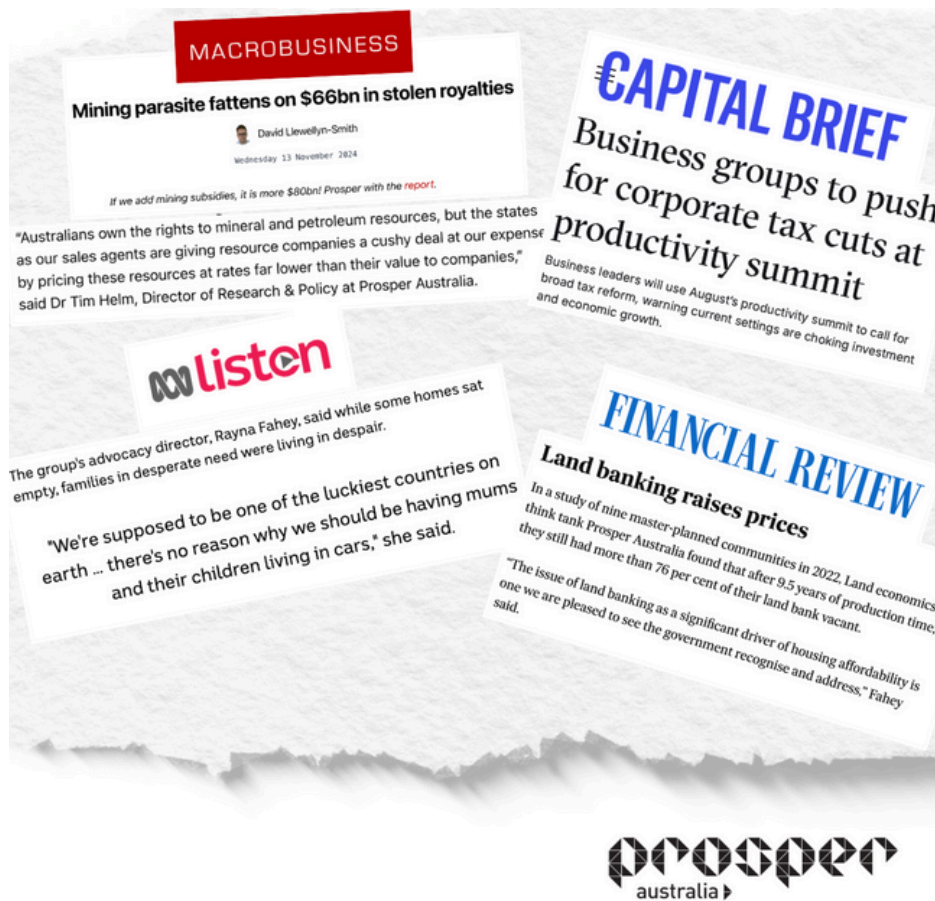 MACROBUSINESS
Mining parasite fattens on $66bn in stolen royalties
David Llewellyn-Smith
Wednesday 13 November 2024
If we add mining subsidies, it is more $80bn! Prosper with the report.
"Australians own the rights to mineral and petroleum resources, but the states
as our sales agents are giving resource companies a cushy deal at our expense
by pricing these resources at rates far lower than their value to companies,"
said Dr Tim Helm, Director of Research & Policy at Prosper Australia.
CAPITAL BRIEF
Business groups to push
for corporate tax cuts at
productivity summit
Business leaders will use August's productivity summit to call for
broad tax reform, warning current settings are choking investment
and economic growth.
listen
The group's advocacy director, Rayna Fahey, said while some homes sat
empty, families in desperate need were living in despair.
"We're supposed to be one of the luckiest countries on
earth ... there's no reason why we should be having mums
and their children living in cars," she said.
FINANCIAL REVIEW
Land banking raises prices
In a study of nine master-planned communities in 2022, Land economics
think tank Prosper Australia found that after 9.5 years of production time,
they still had more than 76 per cent of their land bank vacant.
"The issue of land banking as a significant driver of housing affordability is
one we are pleased to see the government recognise and address," Fahey
said.
prosper
australia